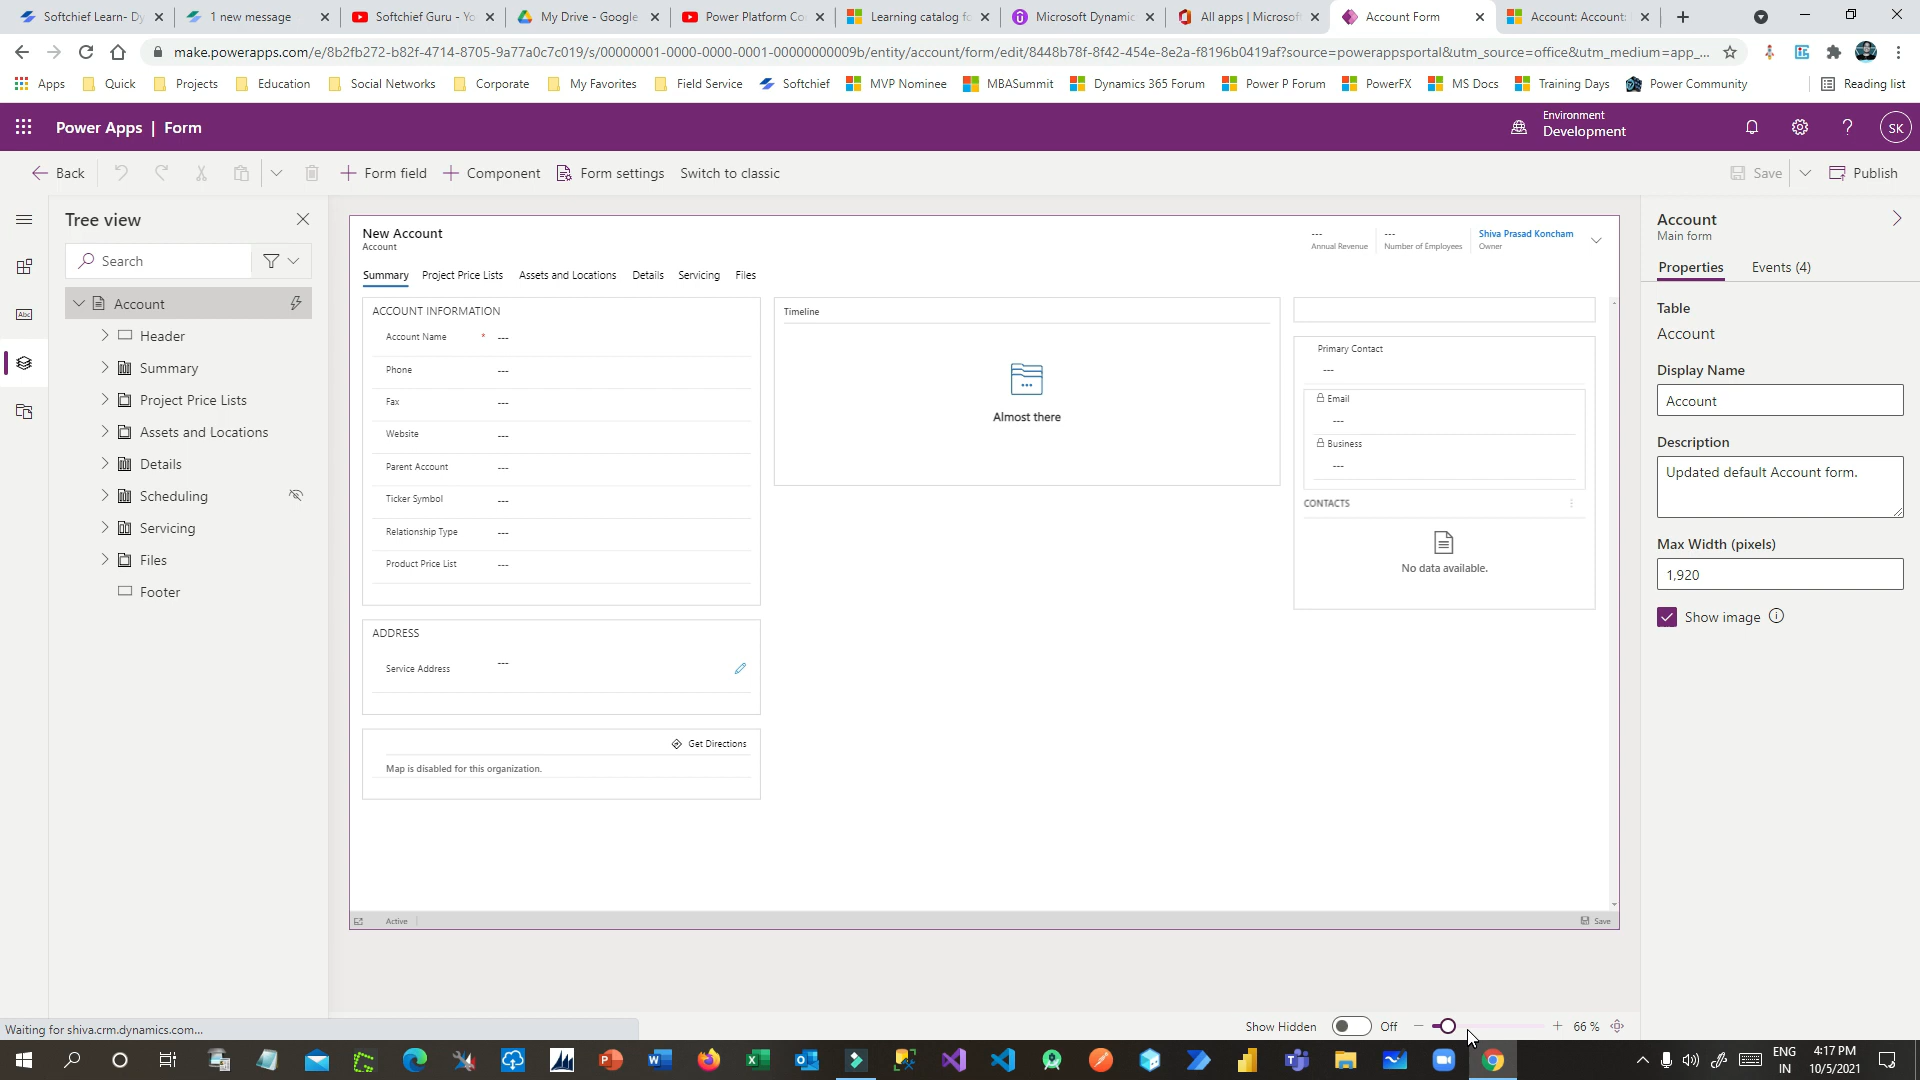 Softchief Learn- Dy
1 new message
Softchief Guru - Yo
My Drive - Google
Power Platform Co
Learning catalog fo
Microsoft Dynamic
All apps | Microsof
Account Form
Account: Account:
make.powerapps.com/e/8b2fb272-b82f-4714-8705-9a77a0c7c019/s/00000001-0000-0000-0001-00000000009b/entity/account/form/edit/8448b78f-8f42-454e-8e2a-f8196b0419af?source=powerappsportal&utm_source=office&utm_medium=app_...
Apps
Quick
Projects
Education
Social Networks
Corporate
My Favorites
Field Service
Softchief
MVP Nominee
MBASummit
Dynamics 365 Forum
Power P Forum
PowerFX
MS Docs
Training Days
Power Community
Reading list
Power Apps | Form
Environment
Development
SK
Back
Form field
Component
Form settings
Switch to classic
Save
Publish
Tree view
Search
Account
Header
Summary
Project Price Lists
Assets and Locations
Details
Scheduling
Servicing
Files
Footer
Abc
New Account
Account
---
Annual Revenue
---
Number of Employees
Shiva Prasad Koncham
Owner
Summary
Project Price Lists
Assets and Locations
Details
Servicing
Files
ACCOUNT INFORMATION
Account Name * ---
Phone ---
Fax ---
Website ---
Parent Account ---
Ticker Symbol ---
Relationship Type ---
Product Price List ---
ADDRESS
Service Address ---
Get Directions
Map is disabled for this organization.
Timeline
Almost there
Primary Contact
---
Email
---
Business
---
CONTACTS
No data available.
Active
Save
Account
Main form
Properties
Events (4)
Table
Account
Display Name
Account
Description
Updated default Account form.
Max Width (pixels)
1,920
Show image
Waiting for shiva.crm.dynamics.com...
Show Hidden
Off
66 %
ENG
IN
4:17 PM
10/5/2021